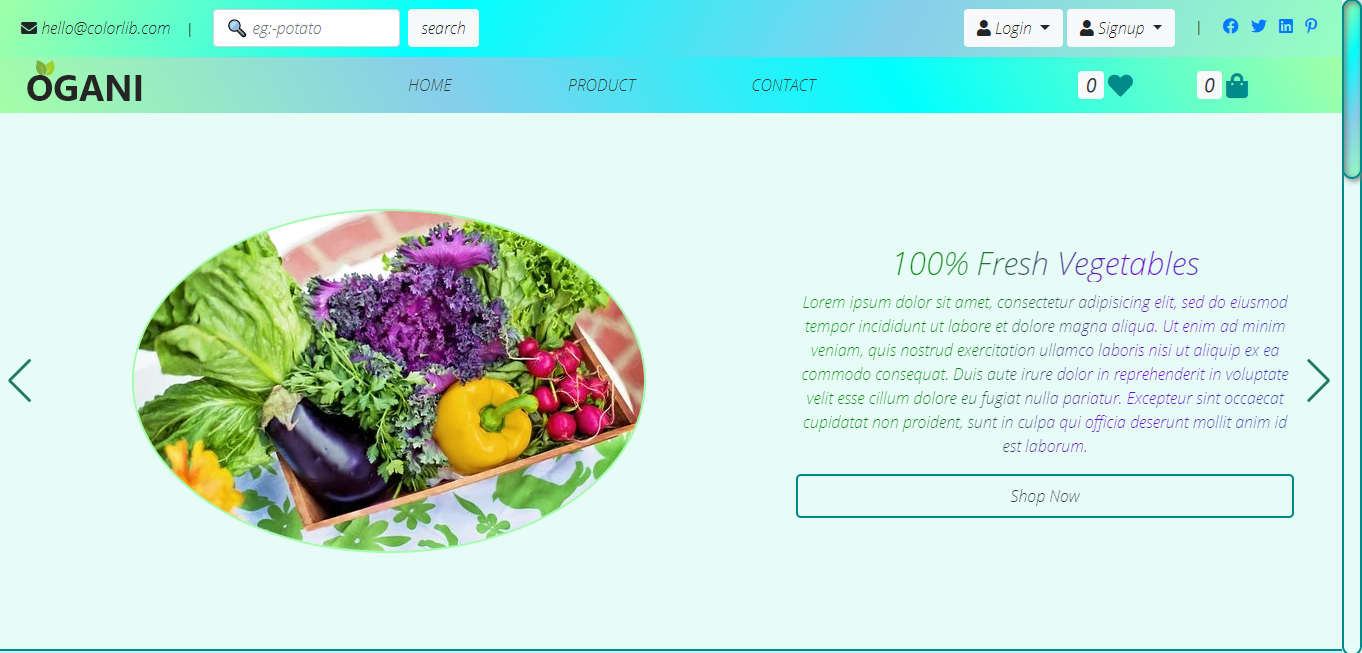 hello@colorlib.org | eg:-potato search Login Signup |
OGANI HOME PRODUCT CONTACT 0 0
100% Fresh Vegetables
Lorem ipsum dolor sit amet, consectetur adipisicing elit, sed do eiusmod
tempor incididunt ut labore et dolore magna aliqua. Ut enim ad minim
veniam, quis nostrud exercitation ullamco laboris nisi ut aliquip ex ea
commodo consequat. Duis aute irure dolor in reprehenderit in voluptate
velit esse cillum dolore eu fugiat nulla pariatur. Excepteur sint occaecat
cupidatat non proident, sunt in culpa qui officia deserunt mollit anim id
est laborum.
Shop Now